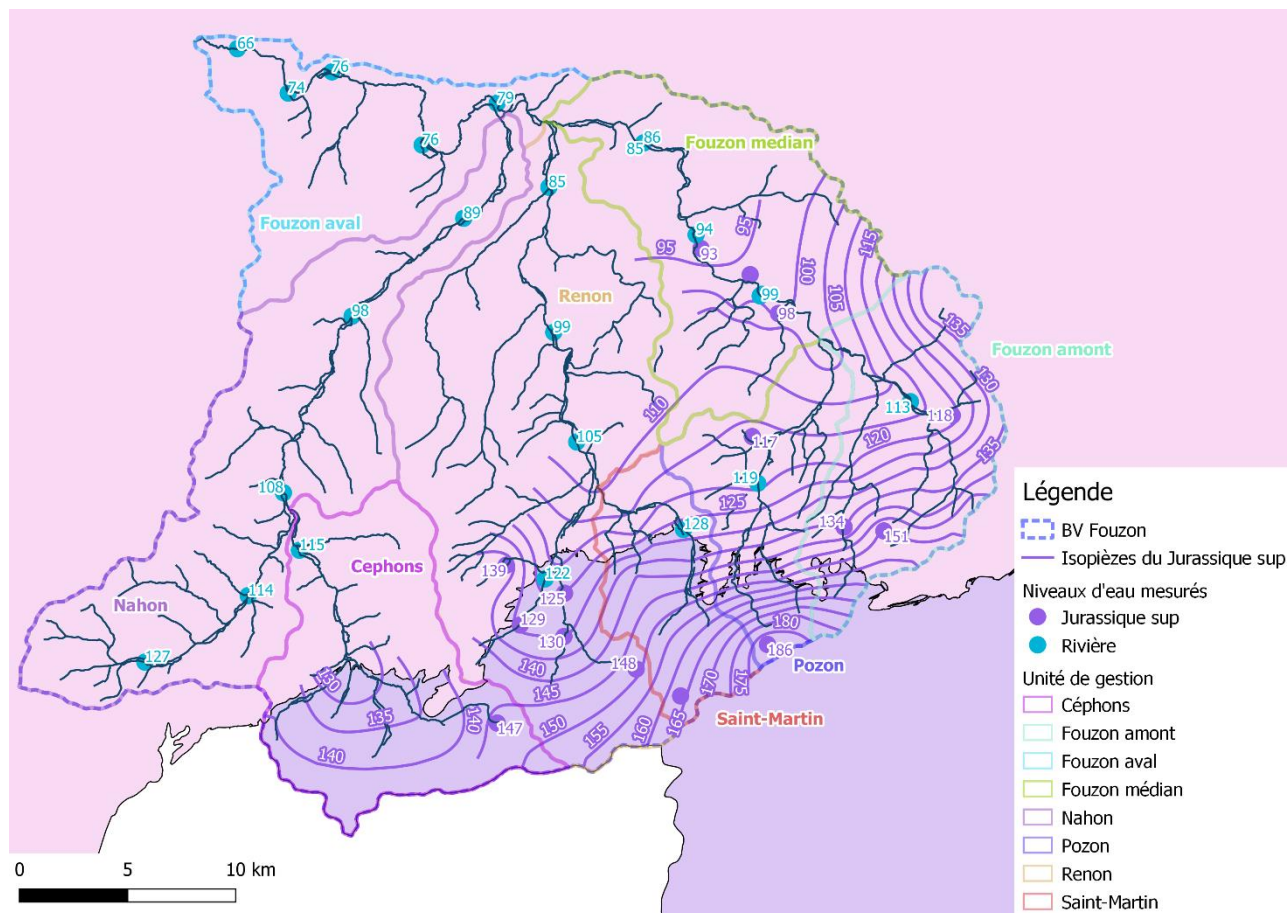 66
76
74
79
76
86
85
Fouzon median
85
89
Fouzon aval
94
93
95
95
100
115
105
Renon
98
99
99
98
135
Fouzon amont
130
110
113
118
105
117
120
135
119
125
108
128
134
151
115
Cephons
139
122
125
114
Nahon
129
130
127
180
186
Pozon
140
148
170
175
130
145
135
140
147
150
155
160
165
Saint-Martin
140
0
5
10 km
Légende
BV Fouzon
Isopièzes du Jurassique sup
Niveaux d'eau mesurés
Jurassique sup
Rivière
Unité de gestion
Céphons
Fouzon amont
Fouzon aval
Fouzon médian
Nahon
Pozon
Renon
Saint-Martin